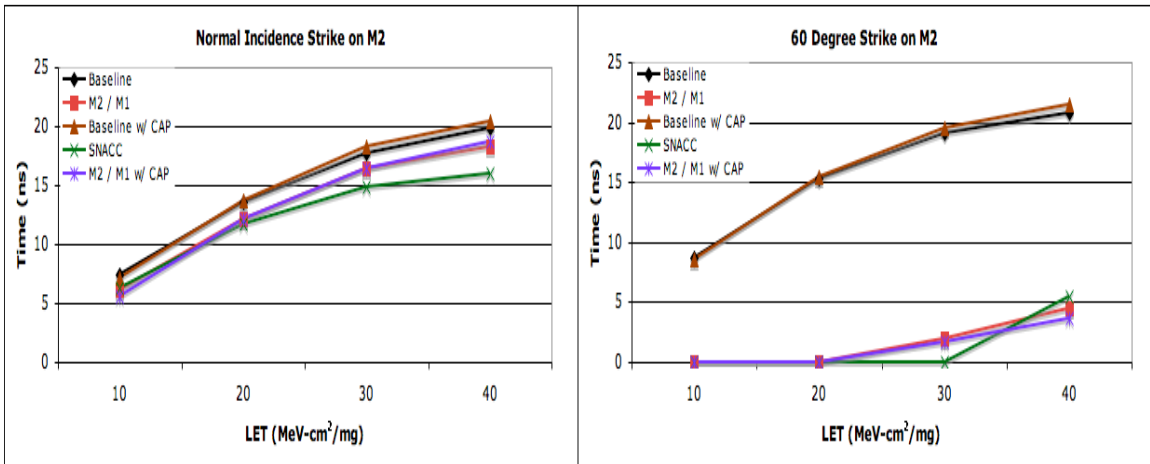 Normal Incidence Strike on M2
25
20
15
10
5
0
Time (ns)
Baseline
M2 / M1
Baseline w/ CAP
SNACC
M2 / M1 w/ CAP
10 20 30 40
LET (MeV-cm²/mg)
60 Degree Strike on M2
25
20
15
10
5
0
Time (ns)
Baseline
M2 / M1
Baseline w/ CAP
SNACC
M2 / M1 w/ CAP
10 20 30 40
LET (MeV-cm²/mg)